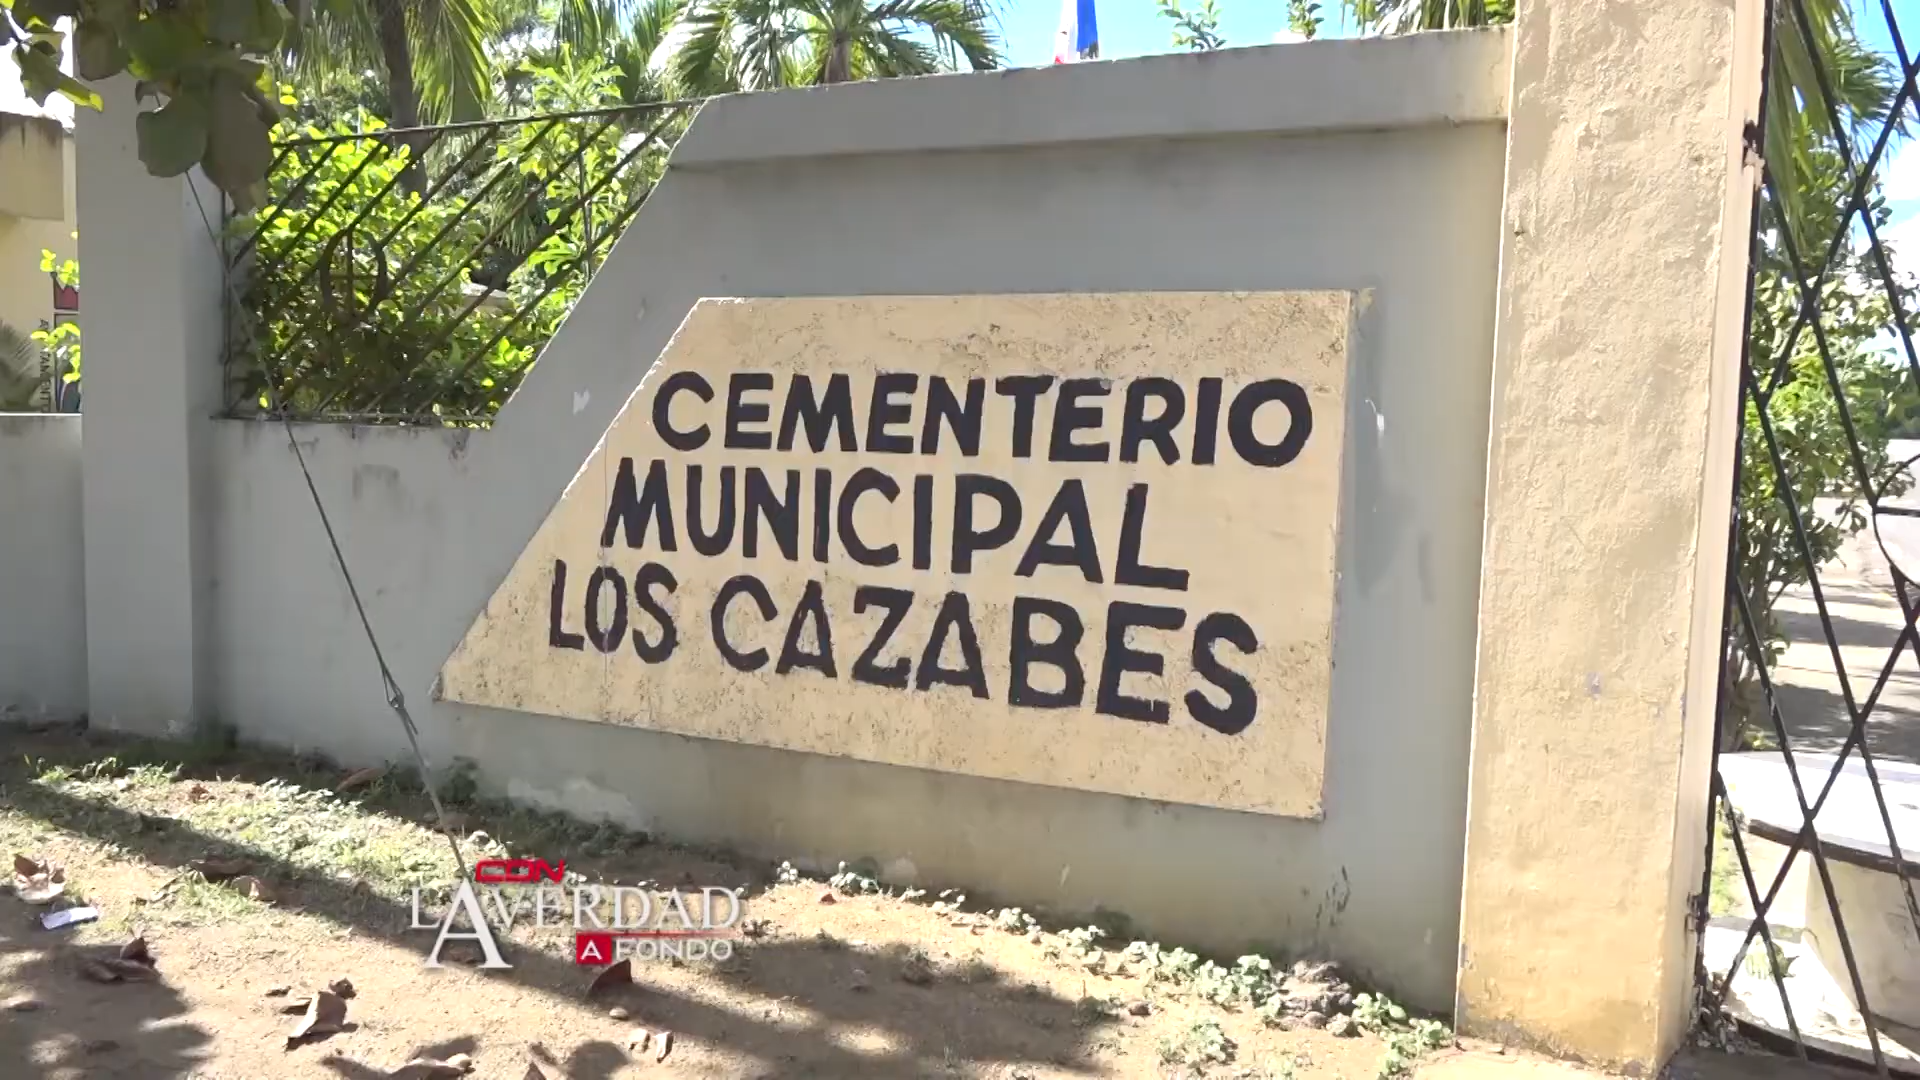 CEMENTERIO
MUNICIPAL
LOS CAZABES
CDN
LA VERDAD
A FONDO